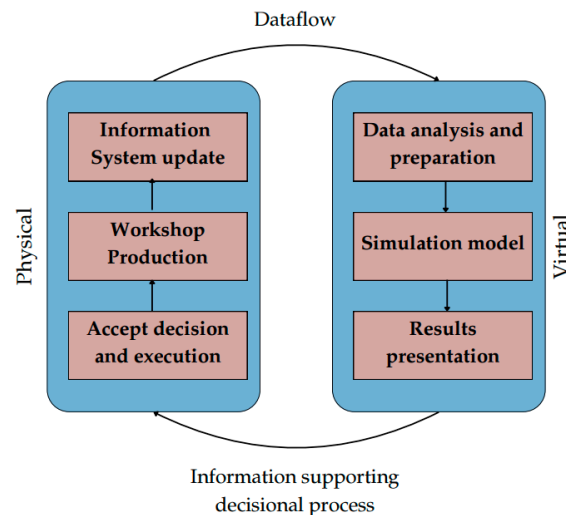 Dataflow
Physical
Information
System update
Workshop
Production
Accept decision
and execution
Data analysis and
preparation
Simulation model
Results
presentation
Virtual
Information supporting
decisional process